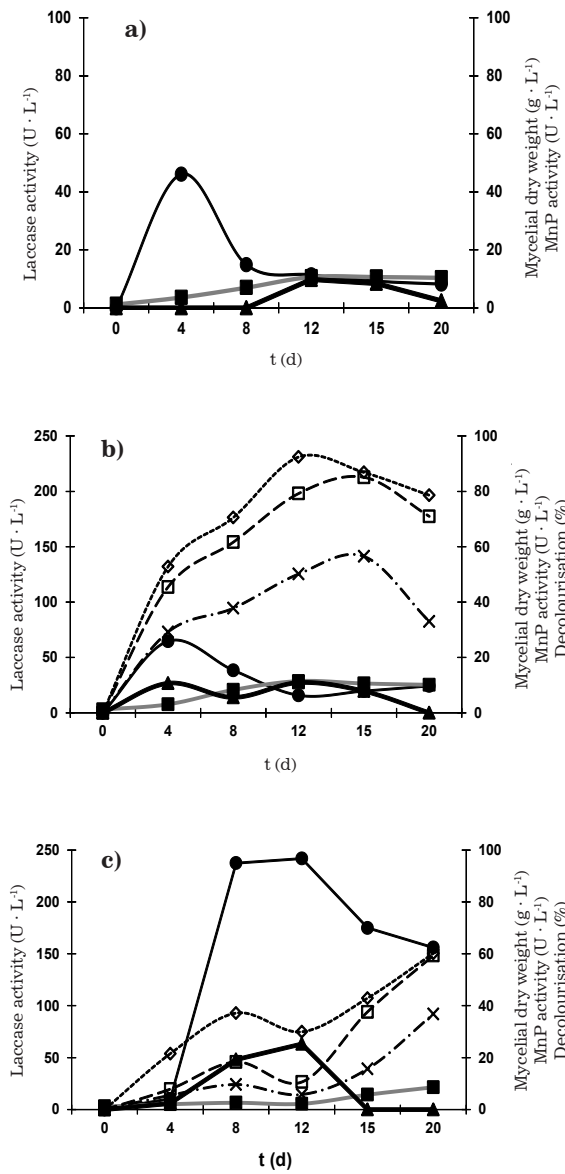 a)
100
80
60
40
20
0
Laccase activity (U · L-1)
100
80
60
40
20
0
Mycelial dry weight (g · L-1)
MnP activity (U · L-1)
0 4 8 12 15 20
t (d)
b)
250
200
150
100
50
0
Laccase activity (U · L-1)
100
80
60
40
20
0
Mycelial dry weight (g · L-1)
MnP activity (U · L-1)
Decolourisation (%)
0 4 8 12 15 20
t (d)
c)
250
200
150
100
50
0
Laccase activity (U · L-1)
100
80
60
40
20
0
Mycelial dry weight (g · L-1)
MnP activity (U · L-1)
Decolourisation (%)
0 4 8 12 15 20
t (d)